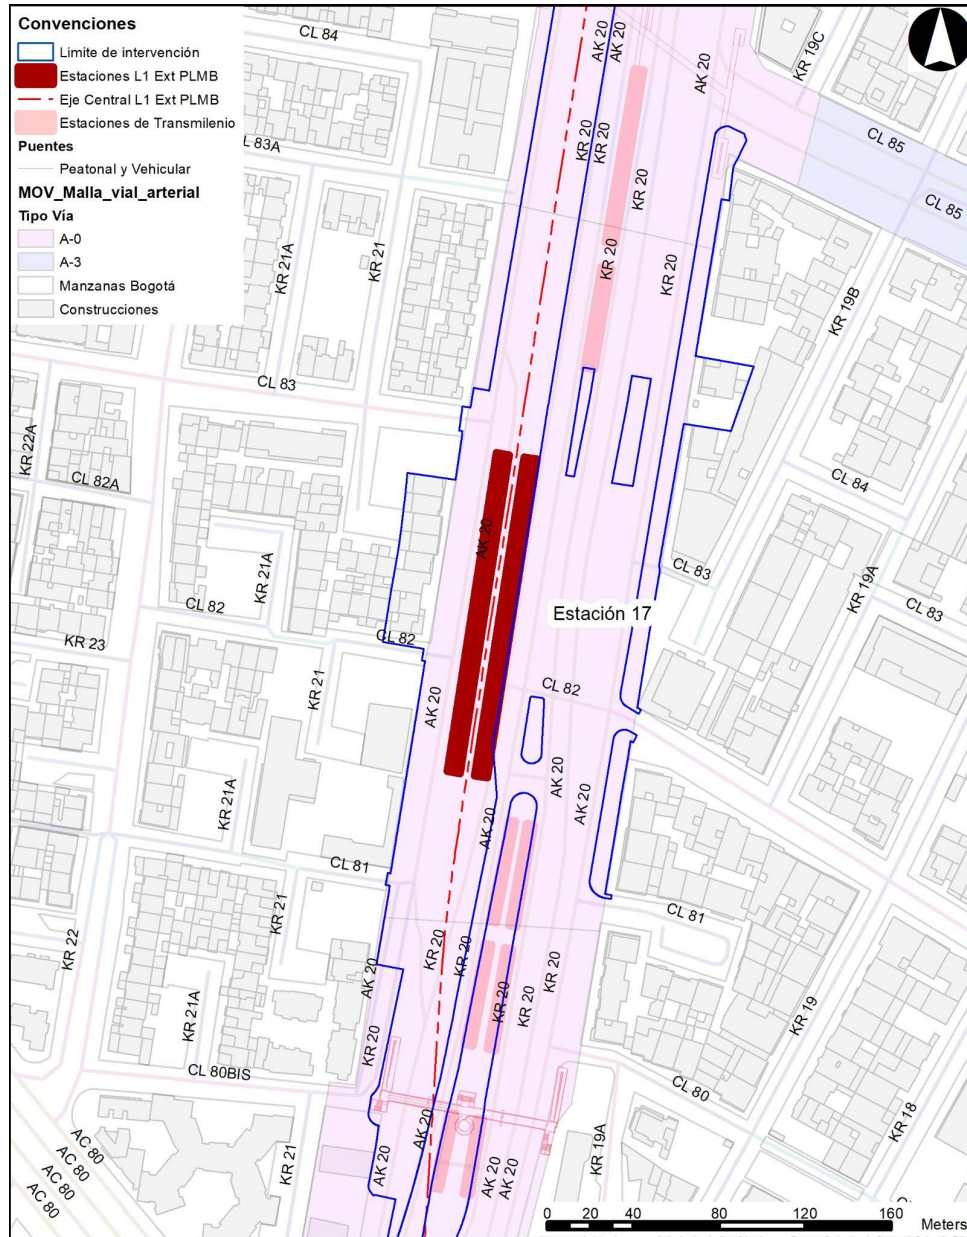 Convenciones
Limite de intervención
Estaciones L1 Ext PLMB
Eje Central L1 Ext PLMB
Estaciones de Transmilenio
Puentes
Peatonal y Vehicular
MOV_Malla_vial_arterial
Tipo Vía
A-0
A-3
Manzanas Bogotá
Construcciones
CL 84
AK 20
AK 20
AK 20
KR 19C
CL 85
L 83A
KR 20
KR 20
KR 20
CL 85
KR 21A
KR 21
KR 20
KR 20
KR 19B
CL 83
KR 22A
CL 82A
CL 84
AK 20
KR 21A
CL 83
KR 19A
CL 83
CL 82
Estación 17
KR 23
CL 82
KR 21
AK 20
CL 82
AK 20
KR 21A
AK 20
AK 20
CL 81
KR 21
CL 81
KR 22
KR 20
KR 20
AK 20
KR 20
KR 20
KR 20
KR 21A
KR 20
KR 19
CL 80BIS
CL 80
AK 20
KR 18
KR 21
AK 20
KR 19A
AC 80
AC 80
AC 80
AC 80
AK 20
AK 20
0 20 40 80 120 160
Meters